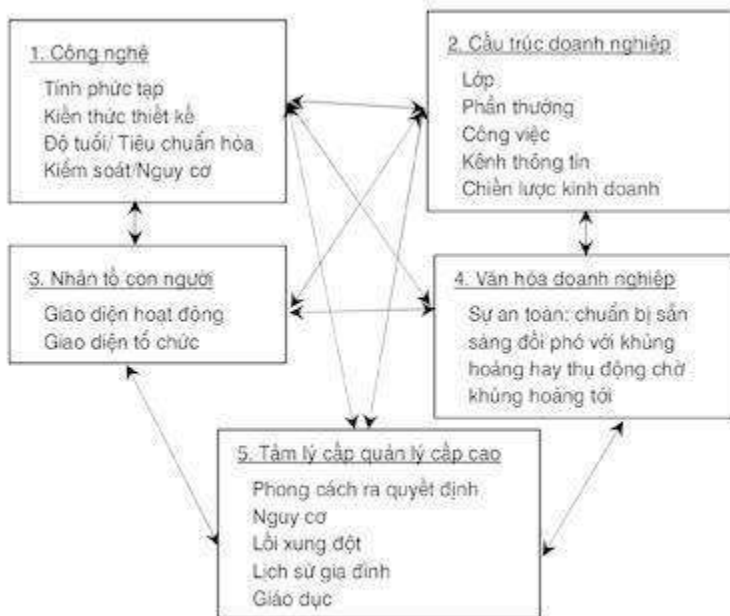 1. Công nghệ
Tính phức tạp
Kiến thức thiết kế
Độ tuổi/ Tiêu chuẩn hóa
Kiểm soát/Nguy cơ
2. Cấu trúc doanh nghiệp
Lớp
Phần thưởng
Công việc
Kênh thông tin
Chiến lược kinh doanh
3. Nhân tố con người
Giao diện hoạt động
Giao diện tổ chức
4. Văn hóa doanh nghiệp
Sự an toàn: chuẩn bị sẵn
sàng đối phó với khủng
hoảng hay thụ động chờ
khủng hoảng tới
5. Tâm lý cấp quản lý cấp cao
Phong cách ra quyết định
Nguy cơ
Lối xung đột
Lịch sử gia đình
Giáo dục